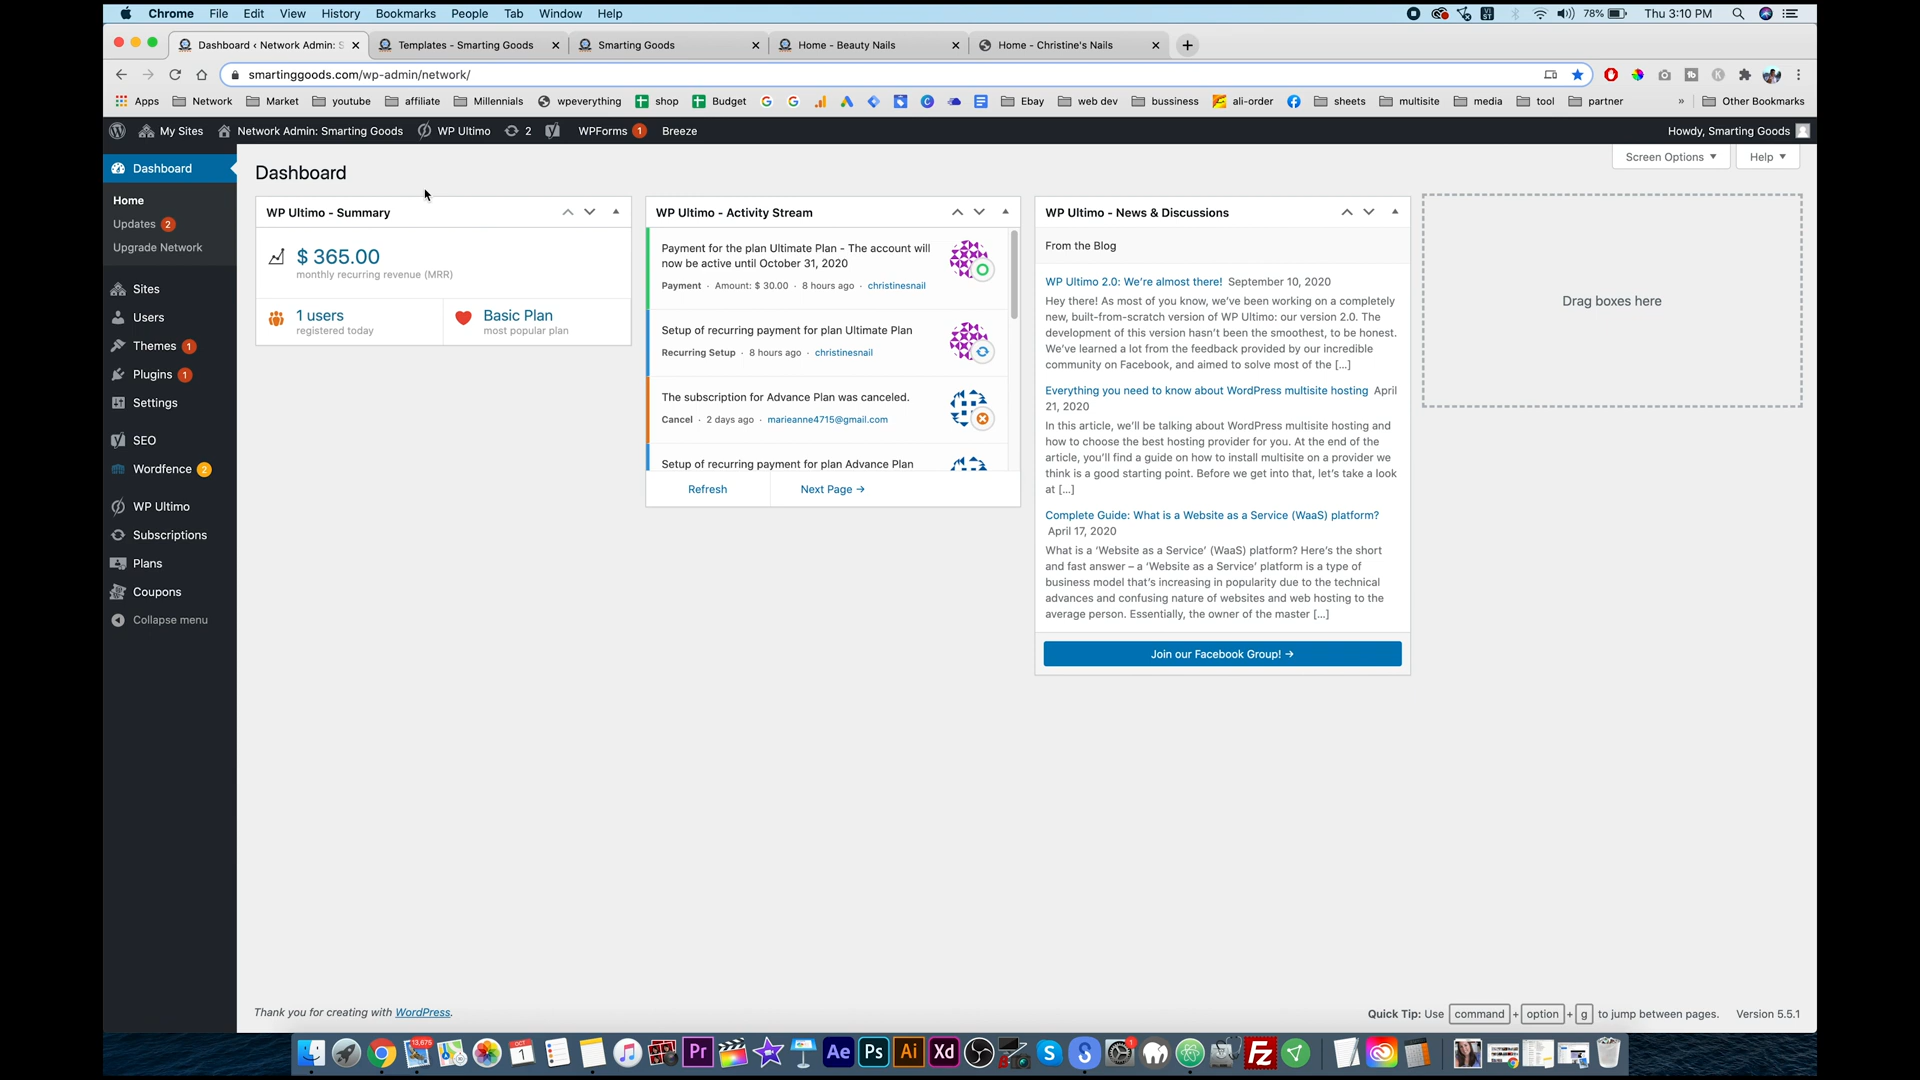 Chrome File Edit View History Bookmarks People Tab Window Help 78% Thu 3:10 PM
Dashboard ‹ Network Admin: S Templates - Smarting Goods Smarting Goods Home - Beauty Nails Home - Christine's Nails
smartinggoods.com/wp-admin/network/
Apps Network Market youtube affiliate Millennials wpeverything shop Budget Ebay web dev bussiness ali-order sheets multisite media tool partner » Other Bookmarks
My Sites Network Admin: Smarting Goods WP Ultimo 2 WPForms 1 Breeze Howdy, Smarting Goods
Screen Options Help
Dashboard
Home
Updates 2
Upgrade Network
Sites
Users
Themes 1
Plugins 1
Settings
SEO
Wordfence 2
WP Ultimo
Subscriptions
Plans
Coupons
Collapse menu
Dashboard
WP Ultimo - Summary
$ 365.00
monthly recurring revenue (MRR)
1 users
registered today
Basic Plan
most popular plan
WP Ultimo - Activity Stream
Payment for the plan Ultimate Plan - The account will
now be active until October 31, 2020
Payment · Amount: $ 30.00 · 8 hours ago · christinesnail
Setup of recurring payment for plan Ultimate Plan
Recurring Setup · 8 hours ago · christinesnail
The subscription for Advance Plan was canceled.
Cancel · 2 days ago · marieanne4715@gmail.com
Setup of recurring payment for plan Advance Plan
Refresh Next Page →
WP Ultimo - News & Discussions
From the Blog
WP Ultimo 2.0: We're almost there! September 10, 2020
Hey there! As most of you know, we've been working on a completely
new, built-from-scratch version of WP Ultimo: our version 2.0. The
development of this version hasn't been the smoothest, to be honest.
We've learned a lot from the feedback provided by our incredible
community on Facebook, and aimed to solve most of the [...]
Everything you need to know about WordPress multisite hosting April
21, 2020
In this article, we'll be talking about WordPress multisite hosting and
how to choose the best hosting provider for you. At the end of the
article, you'll find a guide on how to install multisite on a provider we
think is a good starting point. Before we get into that, let's take a look
at [...]
Complete Guide: What is a Website as a Service (WaaS) platform?
April 17, 2020
What is a 'Website as a Service' (WaaS) platform? Here's the short
and fast answer – a 'Website as a Service' platform is a type of
business model that's increasing in popularity due to the technical
advances and confusing nature of websites and web hosting to the
average person. Essentially, the owner of the master [...]
Join our Facebook Group! →
Drag boxes here
Thank you for creating with WordPress.
Quick Tip: Use command + option + g to jump between pages. Version 5.5.1
13,675 OCT 1 Pr Ae Ps Ai Xd 1 Fz